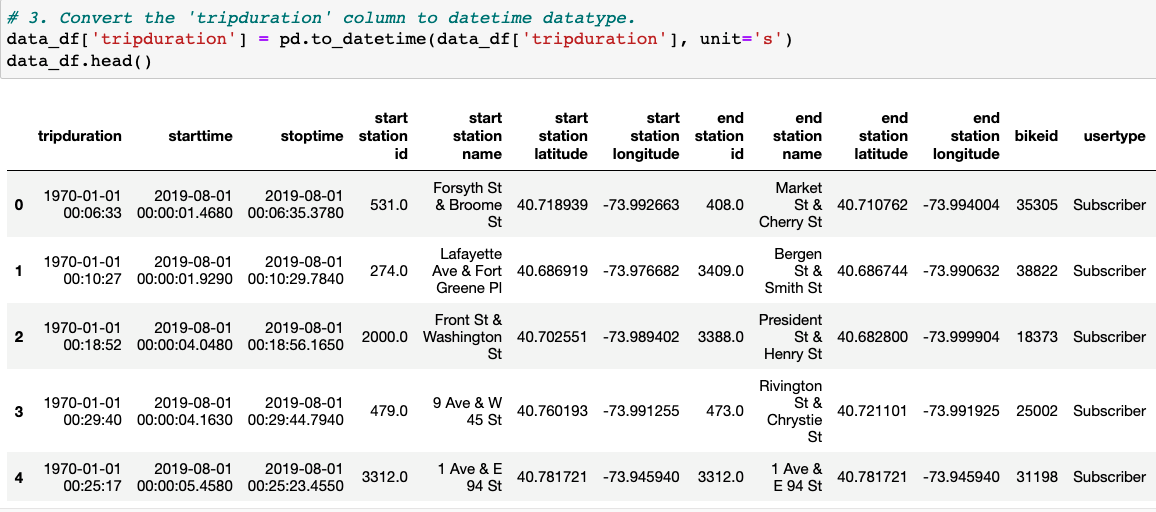 # 3. Convert the 'tripduration' column to datetime datatype.
data_df['tripduration'] = pd.to_datetime(data_df['tripduration'], unit='s')
data_df.head()
tripduration starttime stoptime start station id start station name start station latitude start station longitude end station id end station name end station latitude end station longitude bikeid usertype
0 1970-01-01 00:06:33 2019-08-01 00:00:01.4680 2019-08-01 00:06:35.3780 531.0 Forsyth St & Broome St 40.718939 -73.992663 408.0 Market St & Cherry St 40.710762 -73.994004 35305 Subscriber
1 1970-01-01 00:10:27 2019-08-01 00:00:01.9290 2019-08-01 00:10:29.7840 274.0 Lafayette Ave & Fort Greene Pl 40.686919 -73.976682 3409.0 Bergen St & Smith St 40.686744 -73.990632 38822 Subscriber
2 1970-01-01 00:18:52 2019-08-01 00:00:04.0480 2019-08-01 00:18:56.1650 2000.0 Front St & Washington St 40.702551 -73.989402 3388.0 President St & Henry St 40.682800 -73.999904 18373 Subscriber
3 1970-01-01 00:29:40 2019-08-01 00:00:04.1630 2019-08-01 00:29:44.7940 479.0 9 Ave & W 45 St 40.760193 -73.991255 473.0 Rivington St & Chrystie St 40.721101 -73.991925 25002 Subscriber
4 1970-01-01 00:25:17 2019-08-01 00:00:05.4580 2019-08-01 00:25:23.4550 3312.0 1 Ave & E 94 St 40.781721 -73.945940 3312.0 1 Ave & E 94 St 40.781721 -73.945940 31198 Subscriber